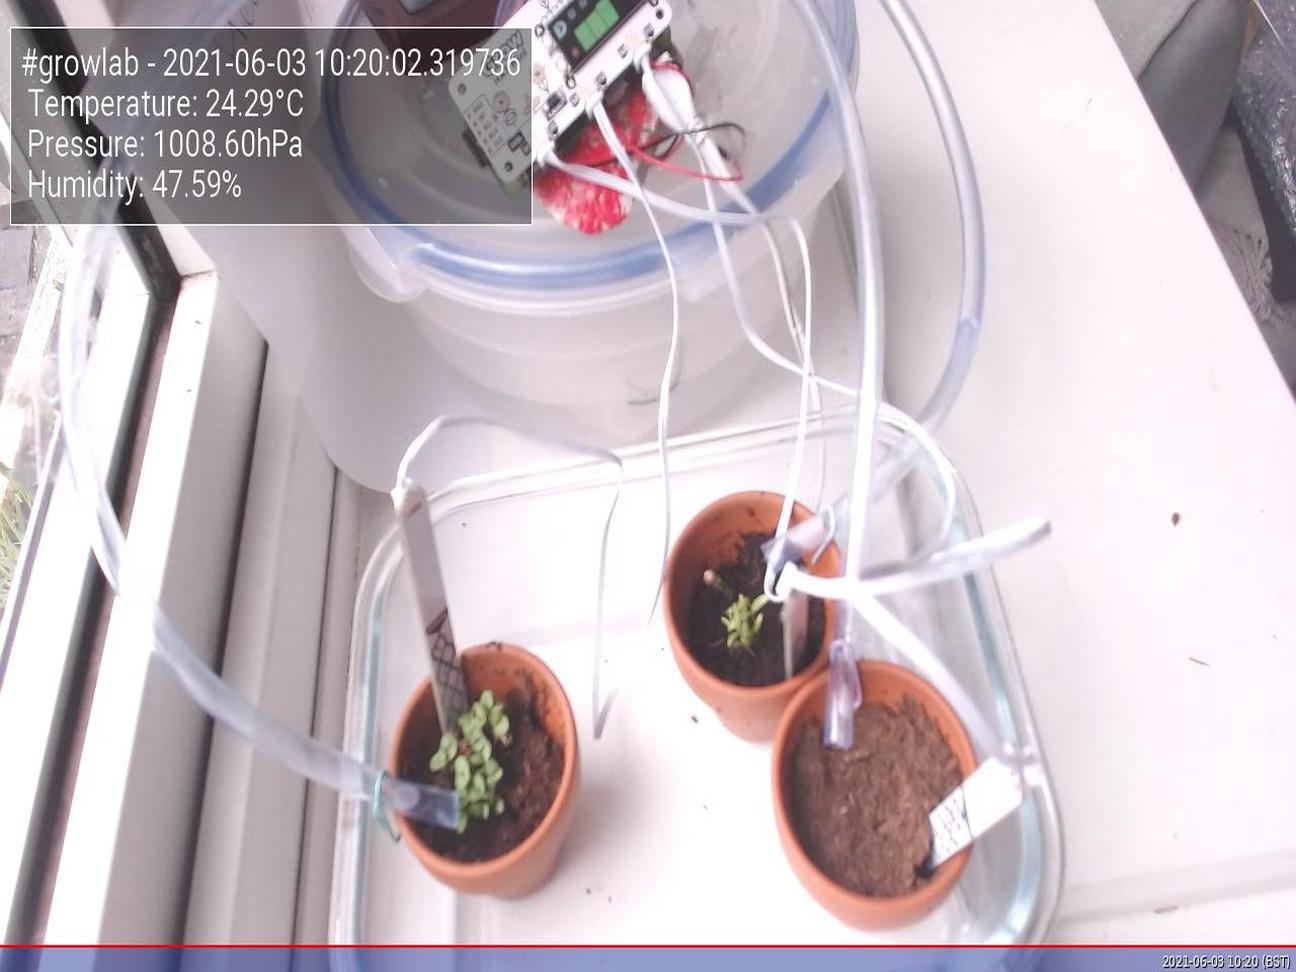 #growlab - 2021-06-03 10:20:02.319736
Temperature: 24.29°C
Pressure: 1008.60hPa
Humidity: 47.59%
2021-06-03 10:20 (BST)